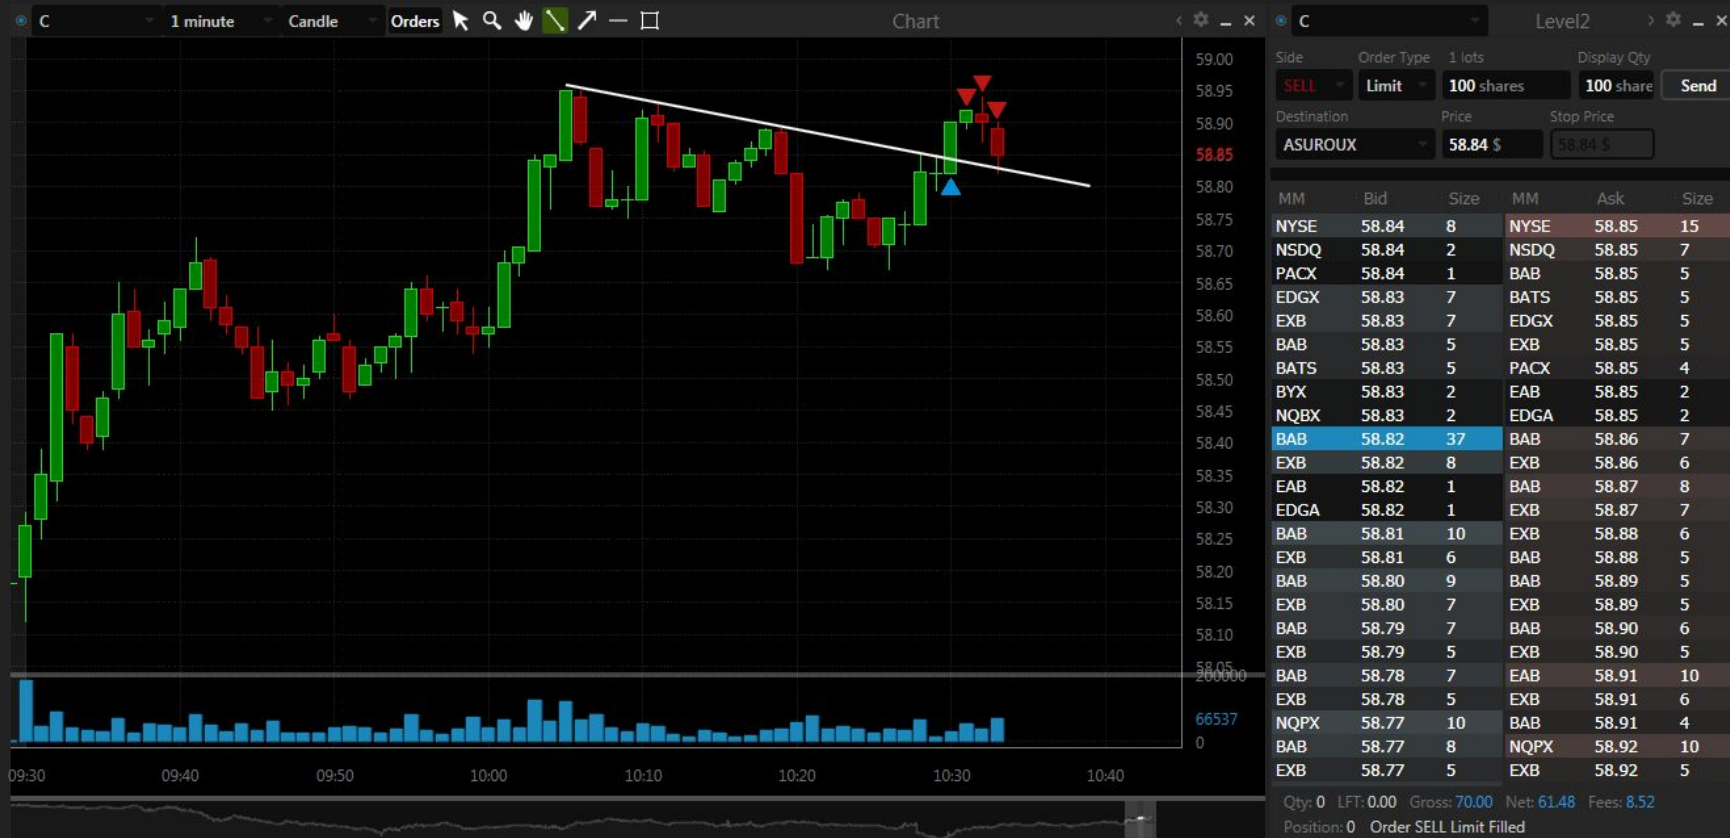 C 1 minute Candle Orders Chart
59.00
58.95
58.90
58.85
58.80
58.75
58.70
58.65
58.60
58.55
58.50
58.45
58.40
58.35
58.30
58.25
58.20
58.15
58.10
58.05
200000
66537
0
09:30 09:40 09:50 10:00 10:10 10:20 10:30 10:40
C Level2
Side Order Type 1 lots Display Qty
SELL Limit 100 shares 100 share Send
Destination Price Stop Price
ASUROUX 58.84 $ 58.84 $
MM Bid Size MM Ask Size
NYSE 58.84 8 NYSE 58.85 15
NSDQ 58.84 2 NSDQ 58.85 7
PACX 58.84 1 BAB 58.85 5
EDGX 58.83 7 BATS 58.85 5
EXB 58.83 7 EDGX 58.85 5
BAB 58.83 5 EXB 58.85 5
BATS 58.83 5 PACX 58.85 4
BYX 58.83 2 EAB 58.85 2
NQBX 58.83 2 EDGA 58.85 2
BAB 58.82 37 BAB 58.86 7
EXB 58.82 8 EXB 58.86 6
EAB 58.82 1 BAB 58.87 8
EDGA 58.82 1 EXB 58.87 7
BAB 58.81 10 EXB 58.88 6
EXB 58.81 6 BAB 58.88 5
BAB 58.80 9 BAB 58.89 5
EXB 58.80 7 EXB 58.89 5
BAB 58.79 7 BAB 58.90 6
EXB 58.79 5 EXB 58.90 5
BAB 58.78 7 EAB 58.91 10
EXB 58.78 5 EXB 58.91 6
NQPX 58.77 10 BAB 58.91 4
BAB 58.77 8 NQPX 58.92 10
EXB 58.77 5 EXB 58.92 5
Qty: 0 LFT: 0.00 Gross: 70.00 Net: 61.48 Fees: 8.52
Position: 0 Order SELL Limit Filled